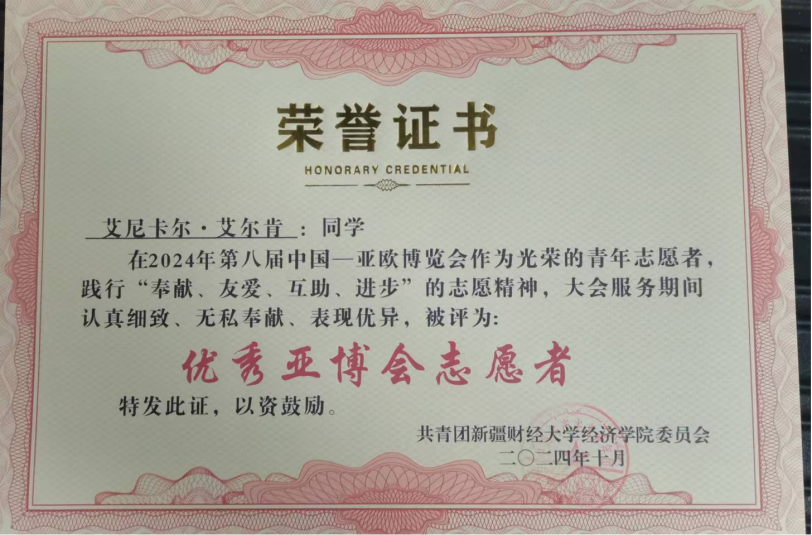 荣誉证书
HONORARY CREDENTIAL
艾尼卡尔·艾尔肯 ：同学
在2024年第八届中国—亚欧博览会作为光荣的青年志愿者，
践行“奉献、友爱、互助、进步”的志愿精神，大会服务期间
认真细致、无私奉献、表现优异，被评为:
优秀亚博会志愿者
特发此证，以资鼓励。
共青团新疆财经大学经济学院委员会
二〇二四年十月